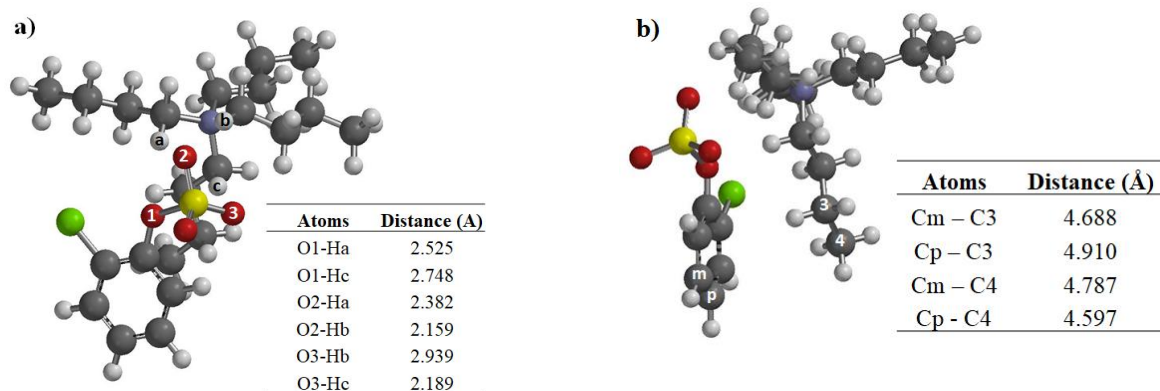 a)
a
b
2
c
1
3
Atoms Distance (A)
O1-Ha 2.525
O1-Hc 2.748
O2-Ha 2.382
O2-Hb 2.159
O3-Hb 2.939
O3-Hc 2.189
b)
3
4
m
p
Atoms Distance (Å)
Cm – C3 4.688
Cp – C3 4.910
Cm – C4 4.787
Cp - C4 4.597